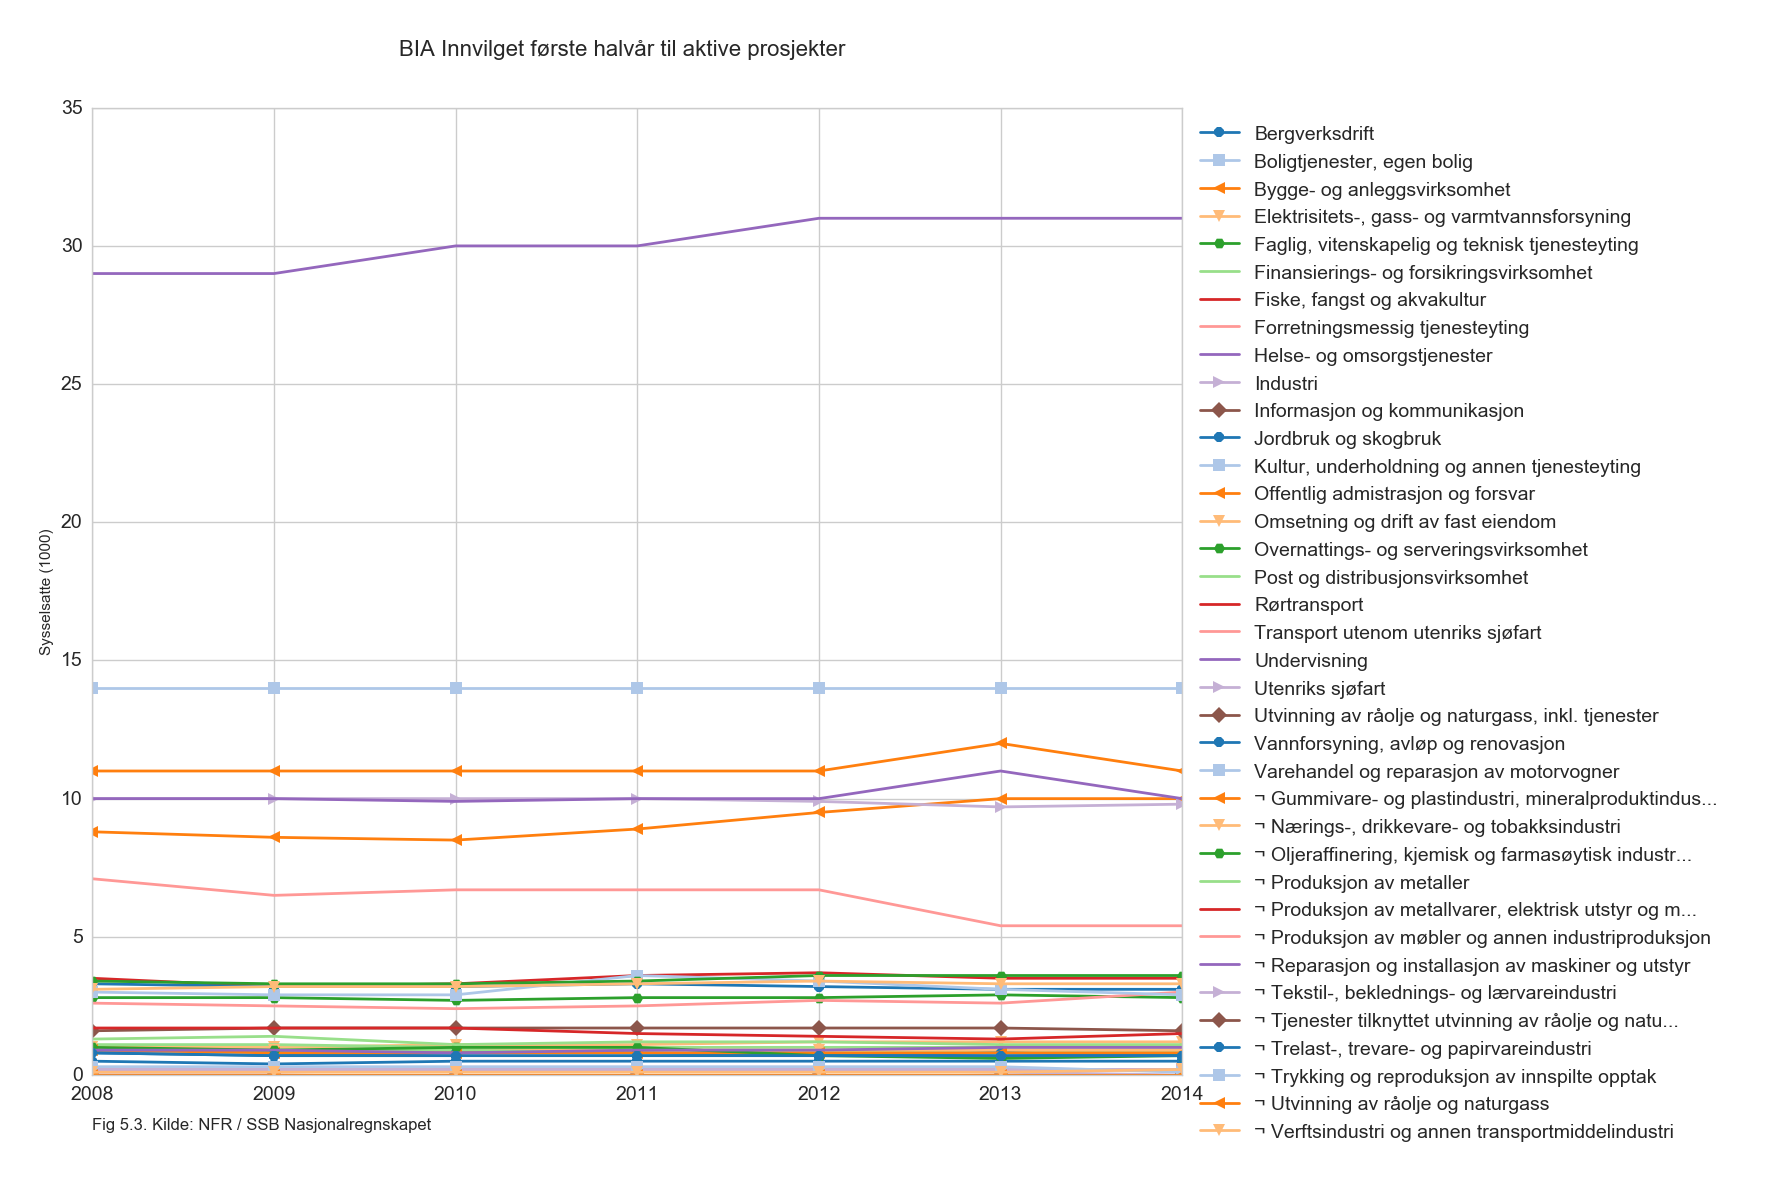 BIA Innvilget første halvår til aktive prosjekter
35
30
25
20
15
10
5
0
Sysselsatte (1000)
2008 2009 2010 2011 2012 2013 2014
Fig 5.3. Kilde: NFR / SSB Nasjonalregnskapet
Bergverksdrift
Boligtjenester, egen bolig
Bygge- og anleggsvirksomhet
Elektrisitets-, gass- og varmtvannsforsyning
Faglig, vitenskapelig og teknisk tjenesteyting
Finansierings- og forsikringsvirksomhet
Fiske, fangst og akvakultur
Forretningsmessig tjenesteyting
Helse- og omsorgstjenester
Industri
Informasjon og kommunikasjon
Jordbruk og skogbruk
Kultur, underholdning og annen tjenesteyting
Offentlig admistrasjon og forsvar
Omsetning og drift av fast eiendom
Overnattings- og serveringsvirksomhet
Post og distribusjonsvirksomhet
Rørtransport
Transport utenom utenriks sjøfart
Undervisning
Utenriks sjøfart
Utvinning av råolje og naturgass, inkl. tjenester
Vannforsyning, avløp og renovasjon
Varehandel og reparasjon av motorvogner
¬ Gummivare- og plastindustri, mineralproduktindus...
¬ Nærings-, drikkevare- og tobakksindustri
¬ Oljeraffinering, kjemisk og farmasøytisk industr...
¬ Produksjon av metaller
¬ Produksjon av metallvarer, elektrisk utstyr og m...
¬ Produksjon av møbler og annen industriproduksjon
¬ Reparasjon og installasjon av maskiner og utstyr
¬ Tekstil-, beklednings- og lærvareindustri
¬ Tjenester tilknyttet utvinning av råolje og natu...
¬ Trelast-, trevare- og papirvareindustri
¬ Trykking og reproduksjon av innspilte opptak
¬ Utvinning av råolje og naturgass
¬ Verftsindustri og annen transportmiddelindustri